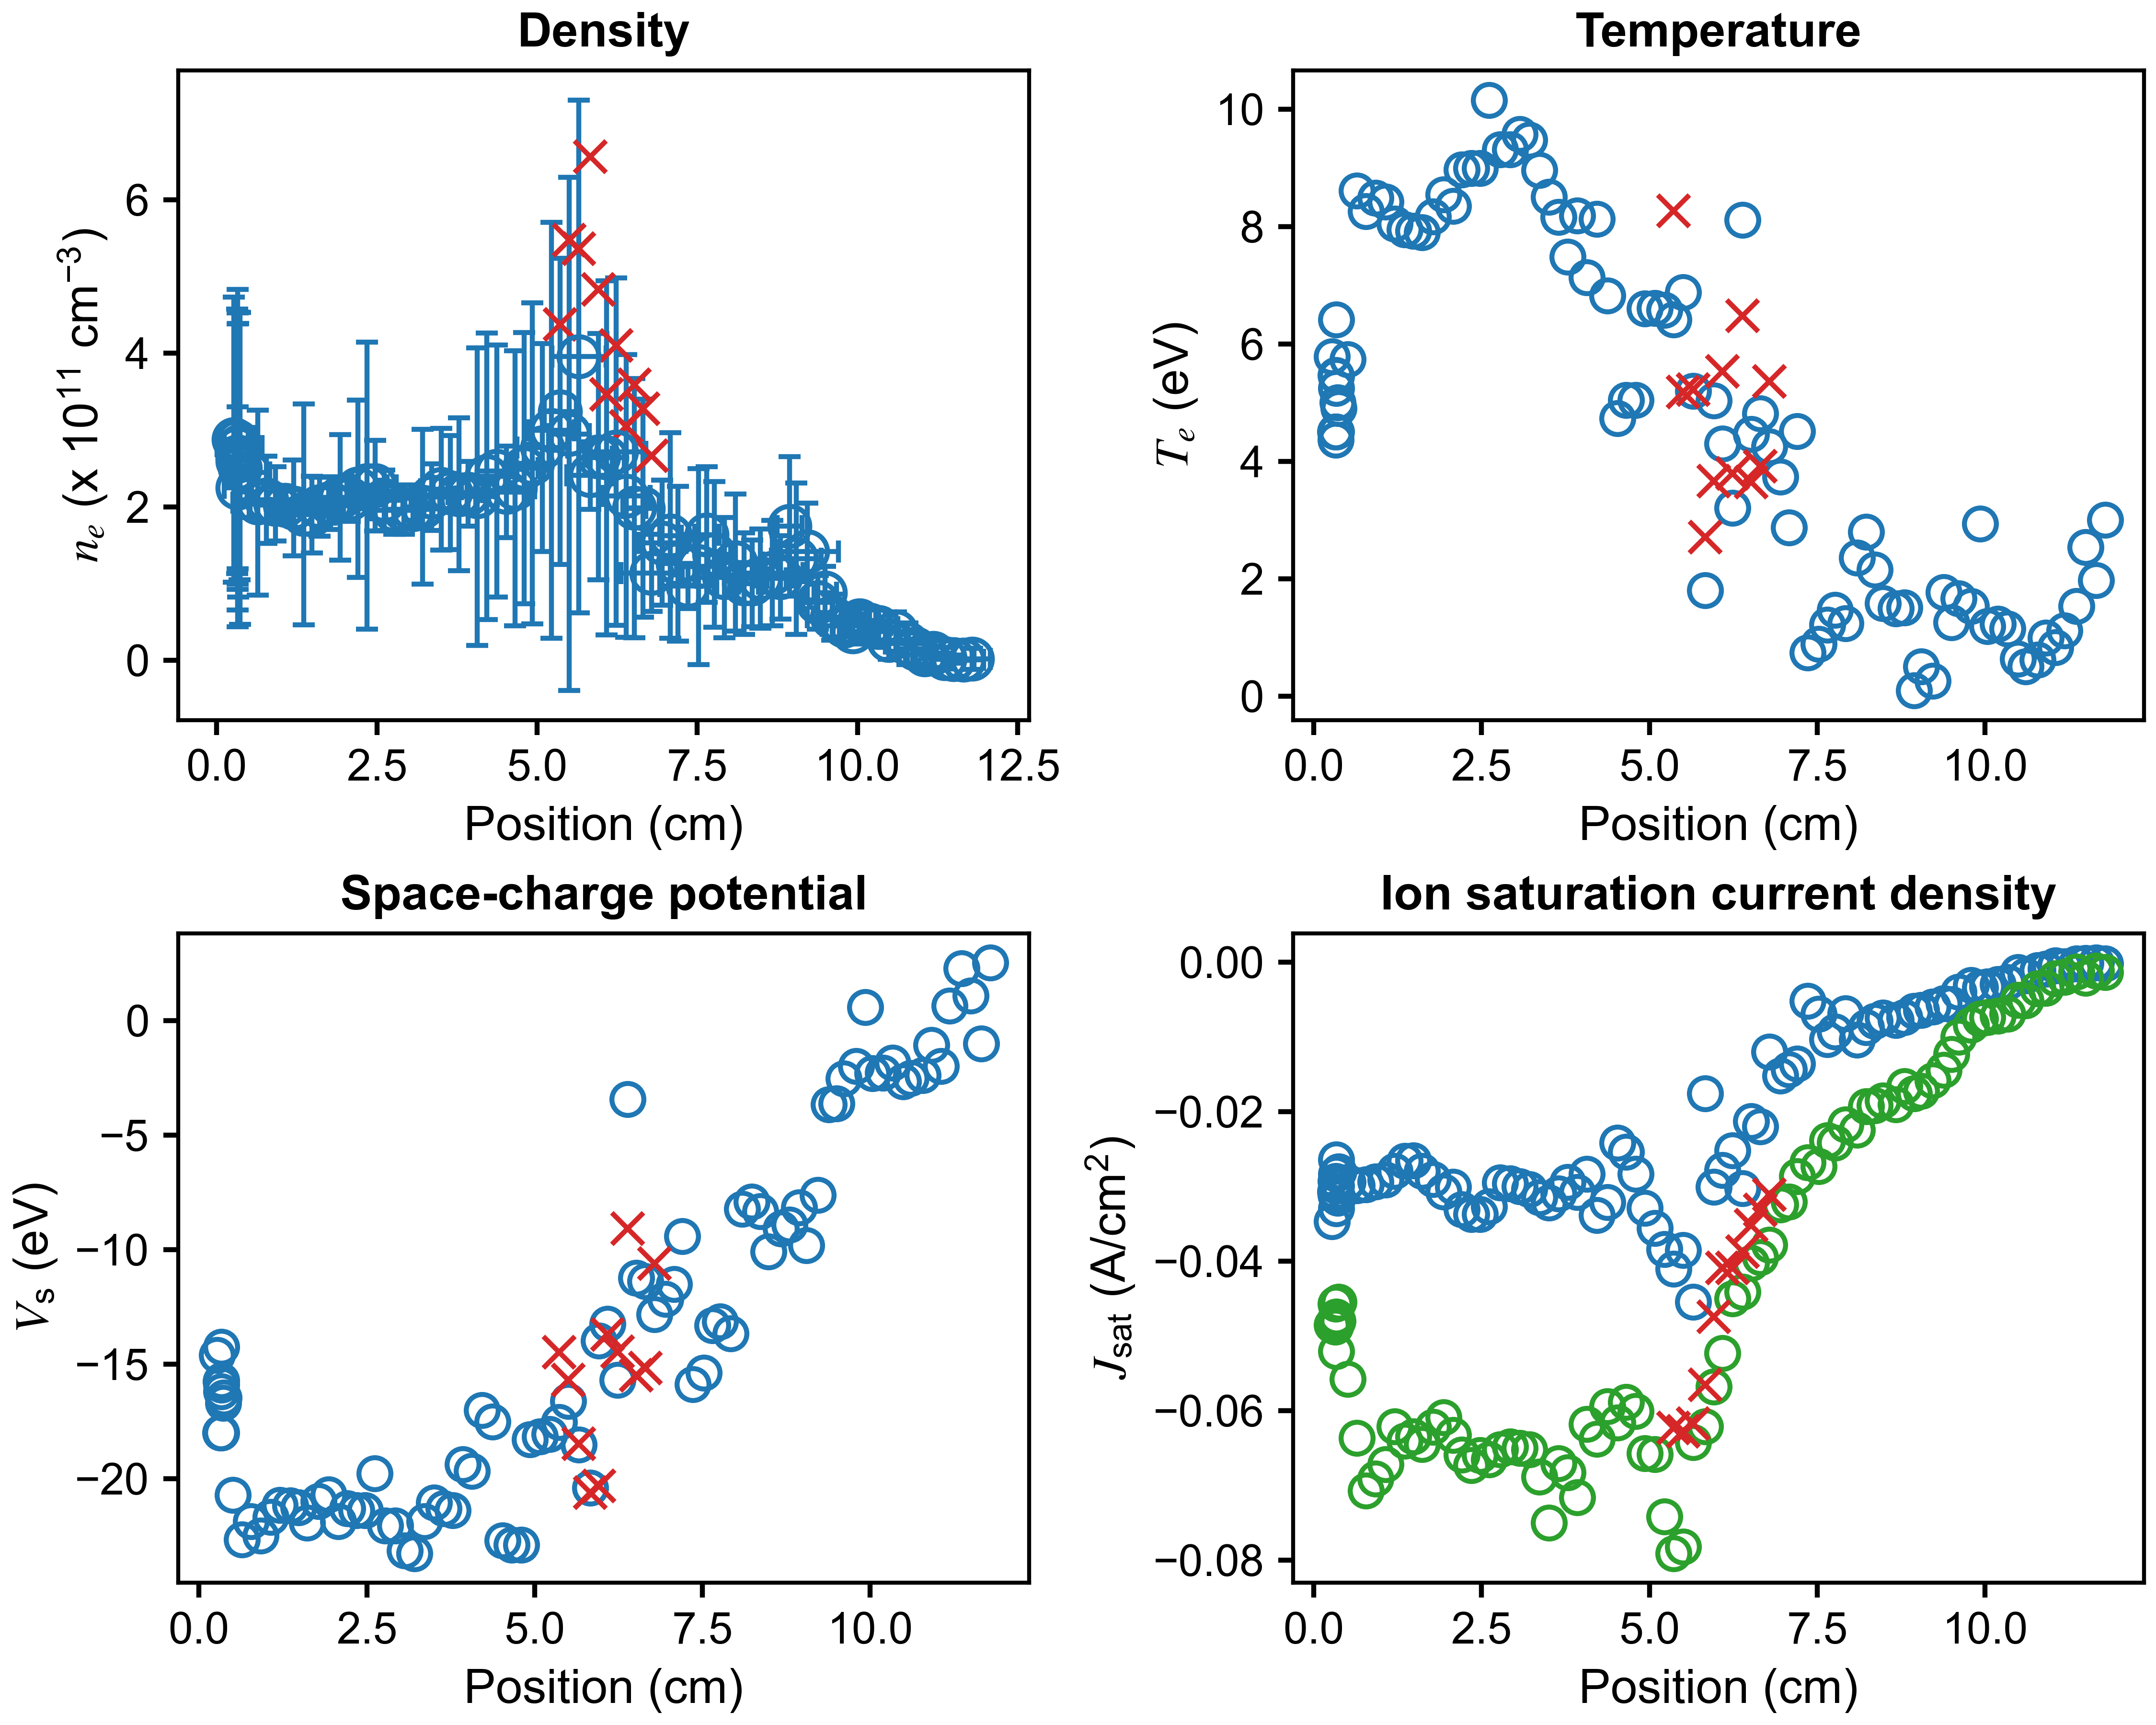 Density
n_e (x 10^11 cm^−3)
6
4
2
0
0.0 2.5 5.0 7.5 10.0 12.5
Position (cm)
Temperature
T_e (eV)
10
8
6
4
2
0
0.0 2.5 5.0 7.5 10.0
Position (cm)
Space-charge potential
V_s (eV)
0
−5
−10
−15
−20
0.0 2.5 5.0 7.5 10.0
Position (cm)
Ion saturation current density
J_sat (A/cm^2)
0.00
−0.02
−0.04
−0.06
−0.08
0.0 2.5 5.0 7.5 10.0
Position (cm)